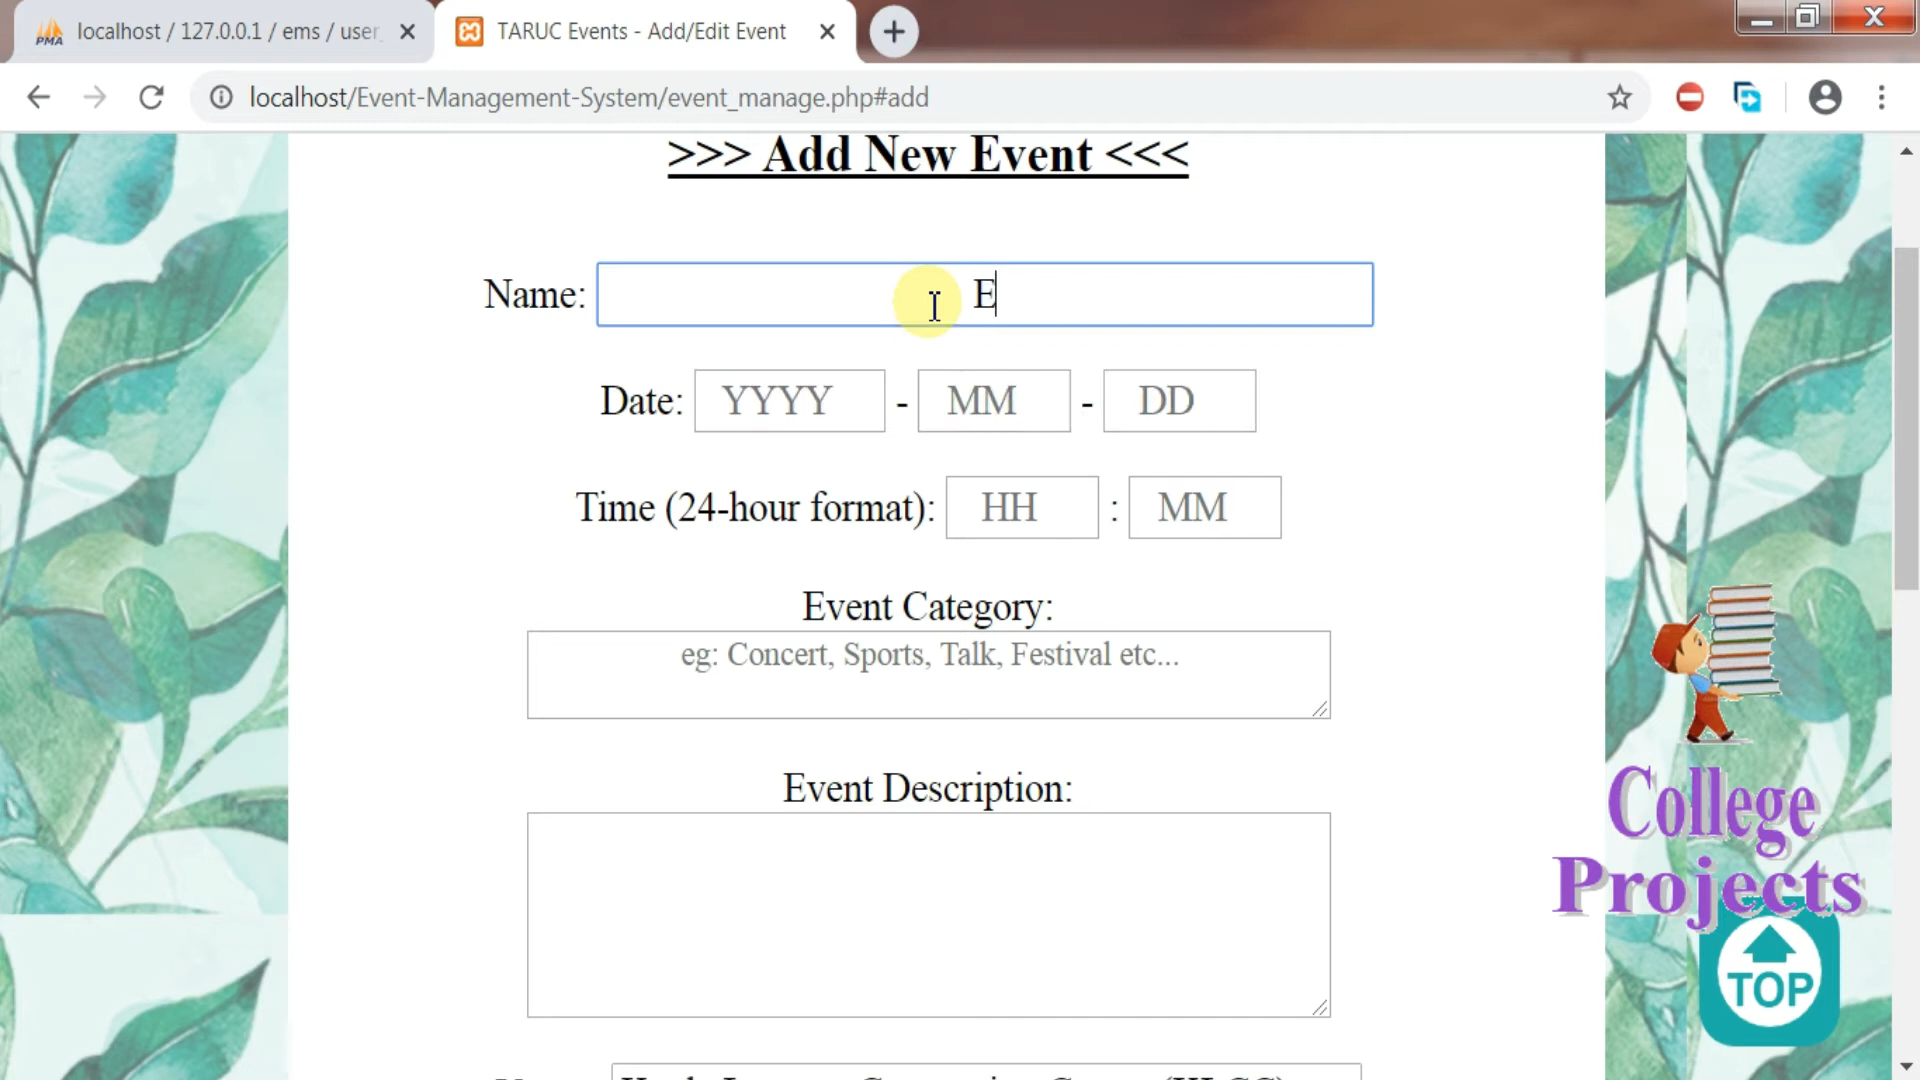 PMA localhost / 127.0.0.1 / ems / user_
TARUC Events - Add/Edit Event
localhost/Event-Management-System/event_manage.php#add
>>> Add New Event <<<
Name: E
Date: YYYY - MM - DD
Time (24-hour format): HH : MM
Event Category:
eg: Concert, Sports, Talk, Festival etc...
Event Description:
College
Projects
TOP